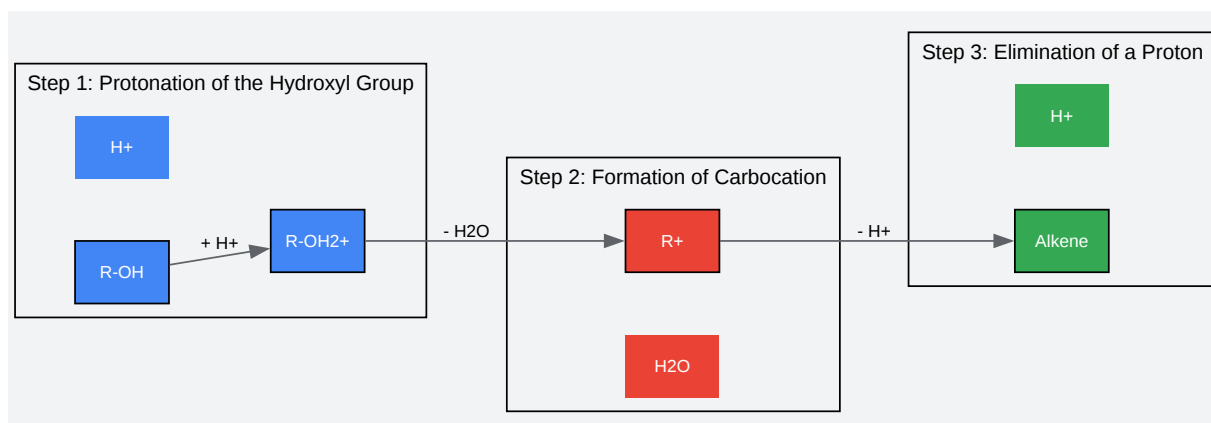 Step 1: Protonation of the Hydroxyl Group
H+
R-OH
+ H+
R-OH2+
- H2O
Step 2: Formation of Carbocation
R+
H2O
- H+
Step 3: Elimination of a Proton
H+
Alkene